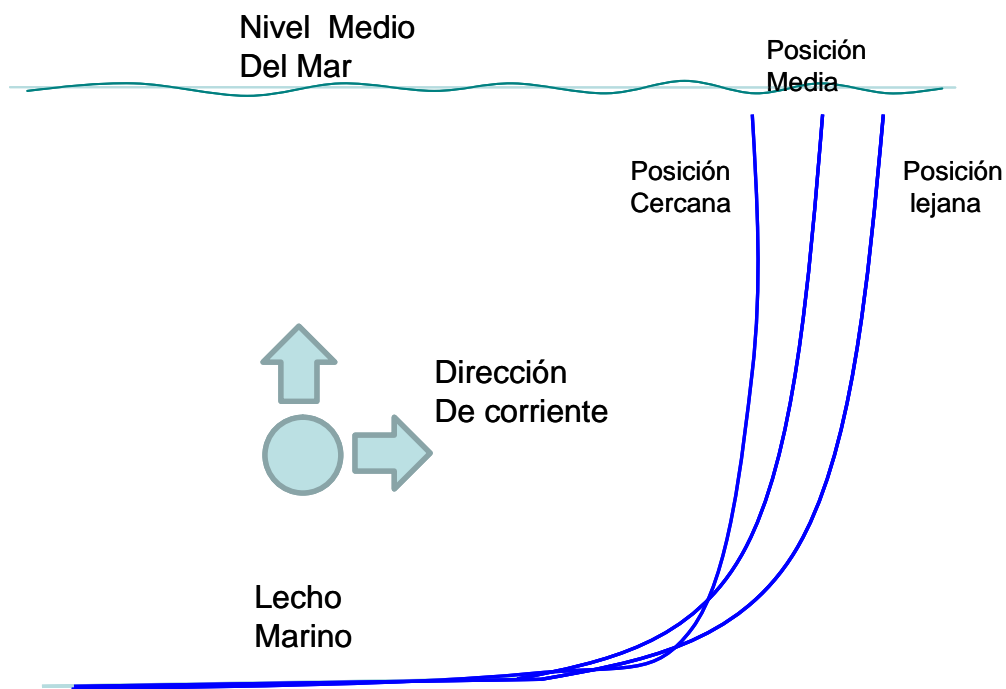 Nivel Medio
Del Mar
Posición
Media
Posición
Cercana
Posición
lejana
Dirección
De corriente
Lecho
Marino